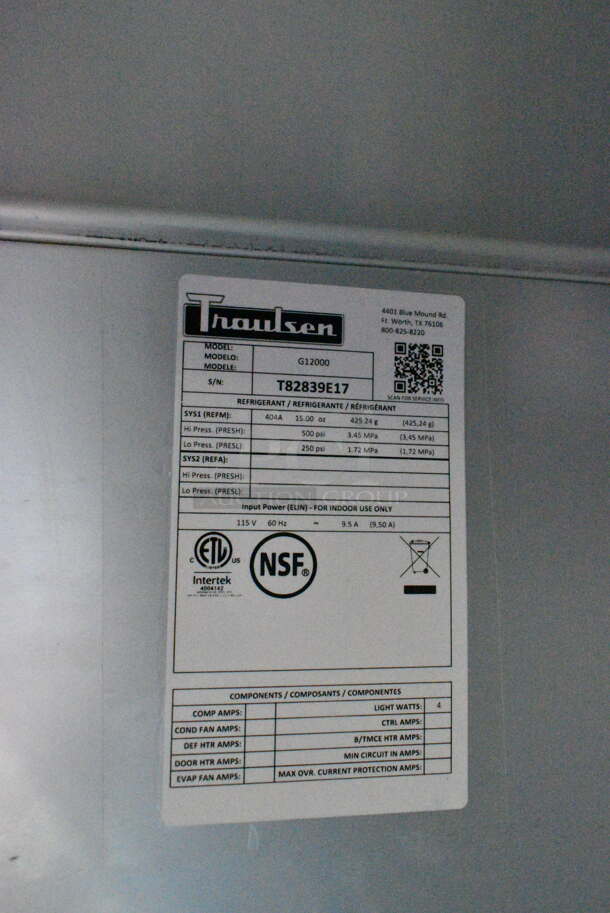 Traulsen
4401 Blue Mound Rd.
Ft. Worth, TX 76106
800-825-8220
MODEL:
MODELO:
MODELE:
G12000
S/N:
T82839E17
SCAN FOR SERVICE INFO
REFRIGERANT / REFRIGERANTE / RÉFRIGÉRANT
SYS1 (REFM): 404A 15.00 oz 425.24 g (425,24 g)
Hi Press. (PRESH): 500 psi 3.45 MPa (3,45 MPa)
Lo Press. (PRESL): 250 psi 1.72 MPa (1,72 MPa)
SYS2 (REFA):
Hi Press. (PRESH):
Lo Press. (PRESL):
AUCTION GROUP
Input Power (ELIN) - FOR INDOOR USE ONLY
115 V 60 Hz ~ 9.5 A (9,50 A)
C ETL US
Intertek
4004142
NSF®
COMPONENTS / COMPOSANTS / COMPONENTES
COMP AMPS: LIGHT WATTS: 4
COND FAN AMPS: CTRL AMPS:
DEF HTR AMPS: B/TMCE HTR AMPS:
DOOR HTR AMPS: MIN CIRCUIT IN AMPS:
EVAP FAN AMPS: MAX OVR. CURRENT PROTECTION AMPS: